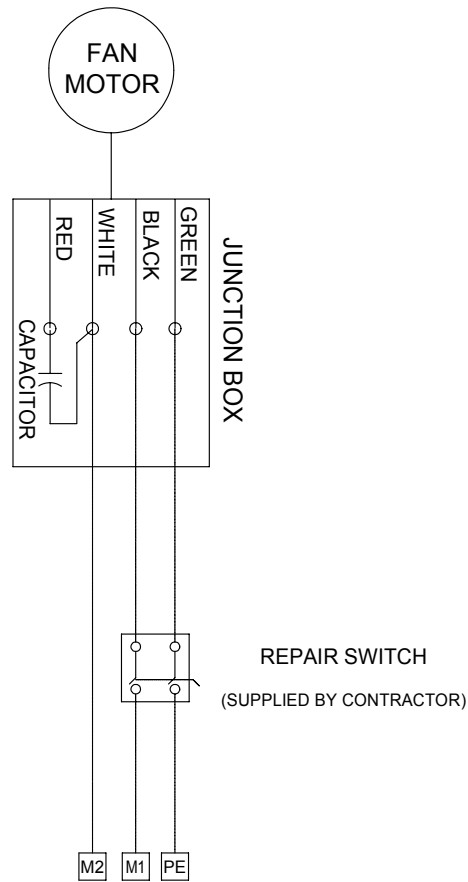 FAN
MOTOR
RED
WHITE
BLACK
GREEN
CAPACITOR
JUNCTION BOX
REPAIR SWITCH
(SUPPLIED BY CONTRACTOR)
M2
M1
PE